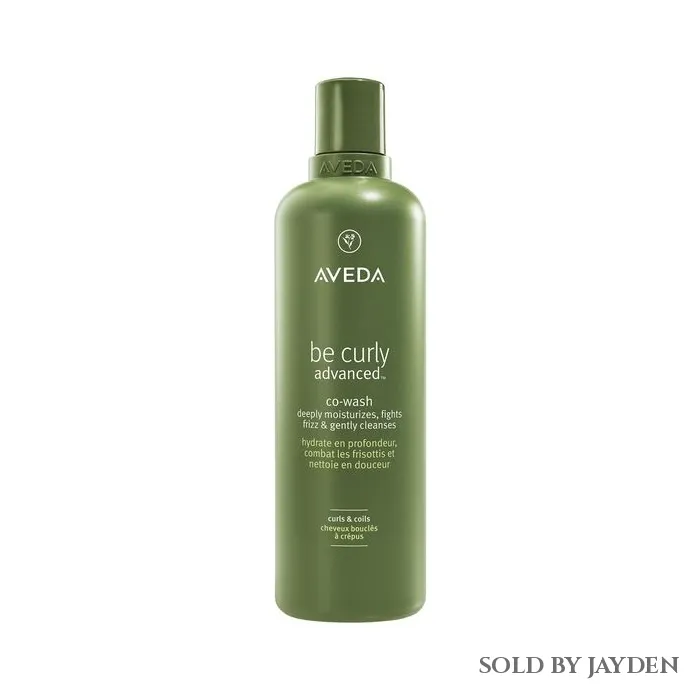 AVEDA
AVEDA
be curly
advanced™
co-wash
deeply moisturizes, fights
frizz & gently cleanses
hydrate en profondeur,
combat les frisottis et
nettoie en douceur
curls & coils
cheveux bouclés
à crépus
SOLD BY JAYDEN